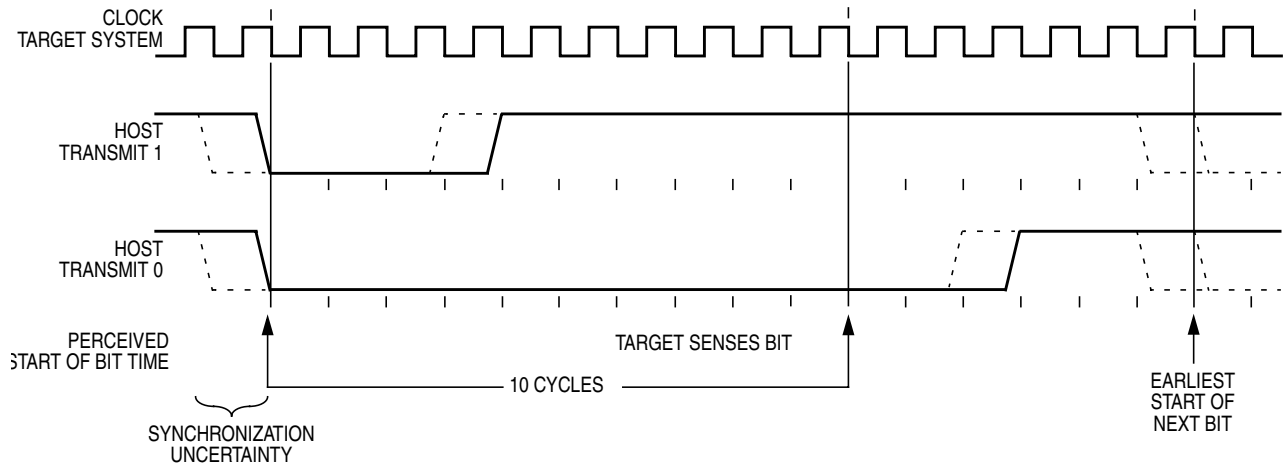 CLOCK
TARGET SYSTEM
HOST
TRANSMIT 1
HOST
TRANSMIT 0
PERCEIVED
START OF BIT TIME
TARGET SENSES BIT
10 CYCLES
EARLIEST
START OF
NEXT BIT
SYNCHRONIZATION
UNCERTAINTY